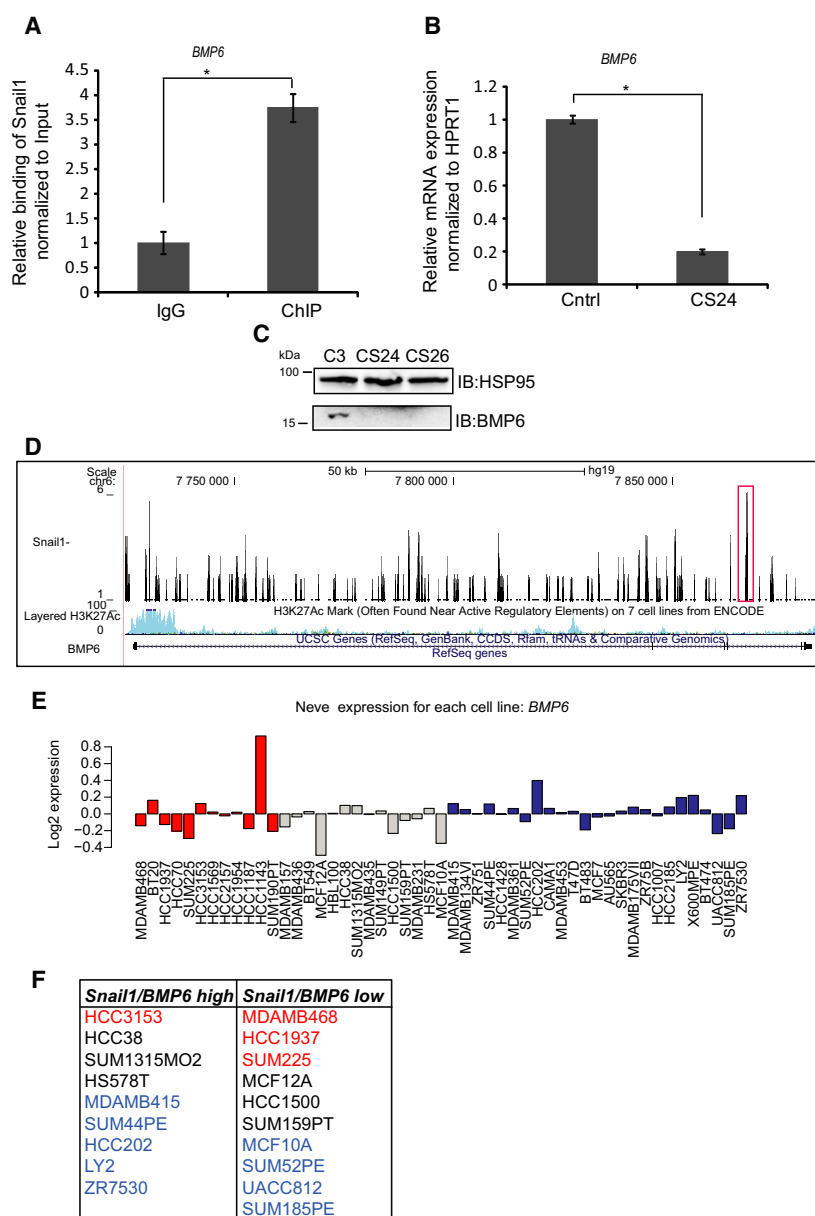 A
BMP6
*
Relative binding of Snail1
normalized to Input
4.5
4
3.5
3
2.5
2
1.5
1
0.5
0
IgG
ChIP
B
BMP6
*
Relative mRNA expression
normalized to HPRT1
1.2
1
0.8
0.6
0.4
0.2
0
Cntrl
CS24
C
kDa
C3 CS24 CS26
100
IB:HSP95
15
IB:BMP6
D
Scale
chr6:
50 kb
hg19
7 750 000
7 800 000
7 850 000
6
Snail1-
1
100
Layered H3K27Ac
0
H3K27Ac Mark (Often Found Near Active Regulatory Elements) on 7 cell lines from ENCODE
UCSC Genes (RefSeq, GenBank, CCDS, Rfam, tRNAs & Comparative Genomics)
RefSeq genes
BMP6
E
Neve expression for each cell line: BMP6
Log2 expression
0.8
0.6
0.4
0.2
0.0
−0.2
−0.4
MDAMB468
BT20
HCC1937
HCC70
SUM225
HCC3153
HCC1569
HCC2157
HCC1954
HCC1187
HCC1143
SUM190PT
MDAMB157
MDAMB436
BT549
MCF12A
HBL100
HCC38
SUM1315MO2
MDAMB435
SUM149PT
HCC1500
SUM159PT
MDAMB231
HS578T
MCF10A
MDAMB415
MDAMB134VI
ZR751
SUM44PE
HCC1428
MDAMB361
SUM52PE
HCC202
CAMA1
MDAMB453
T47D
BT483
MCF7
AU565
SKBR3
MDAMB175VII
ZR75B
HCC1007
HCC2185
LY2
X600MPE
BT474
UACC812
SUM185PE
ZR7530
F
Snail1/BMP6 high Snail1/BMP6 low
HCC3153 MDAMB468
HCC38 HCC1937
SUM1315MO2 SUM225
HS578T MCF12A
MDAMB415 HCC1500
SUM44PE SUM159PT
HCC202 MCF10A
LY2 SUM52PE
ZR7530 UACC812
SUM185PE